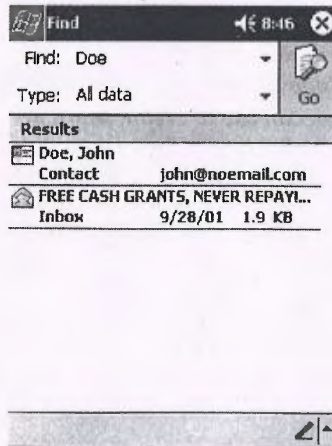 Find 8:46
Find: Doe
Type: All data
Go
Results
Doe, John
Contact john@noemail.com
FREE CASH GRANTS, NEVER REPAY!...
Inbox 9/28/01 1.9 KB